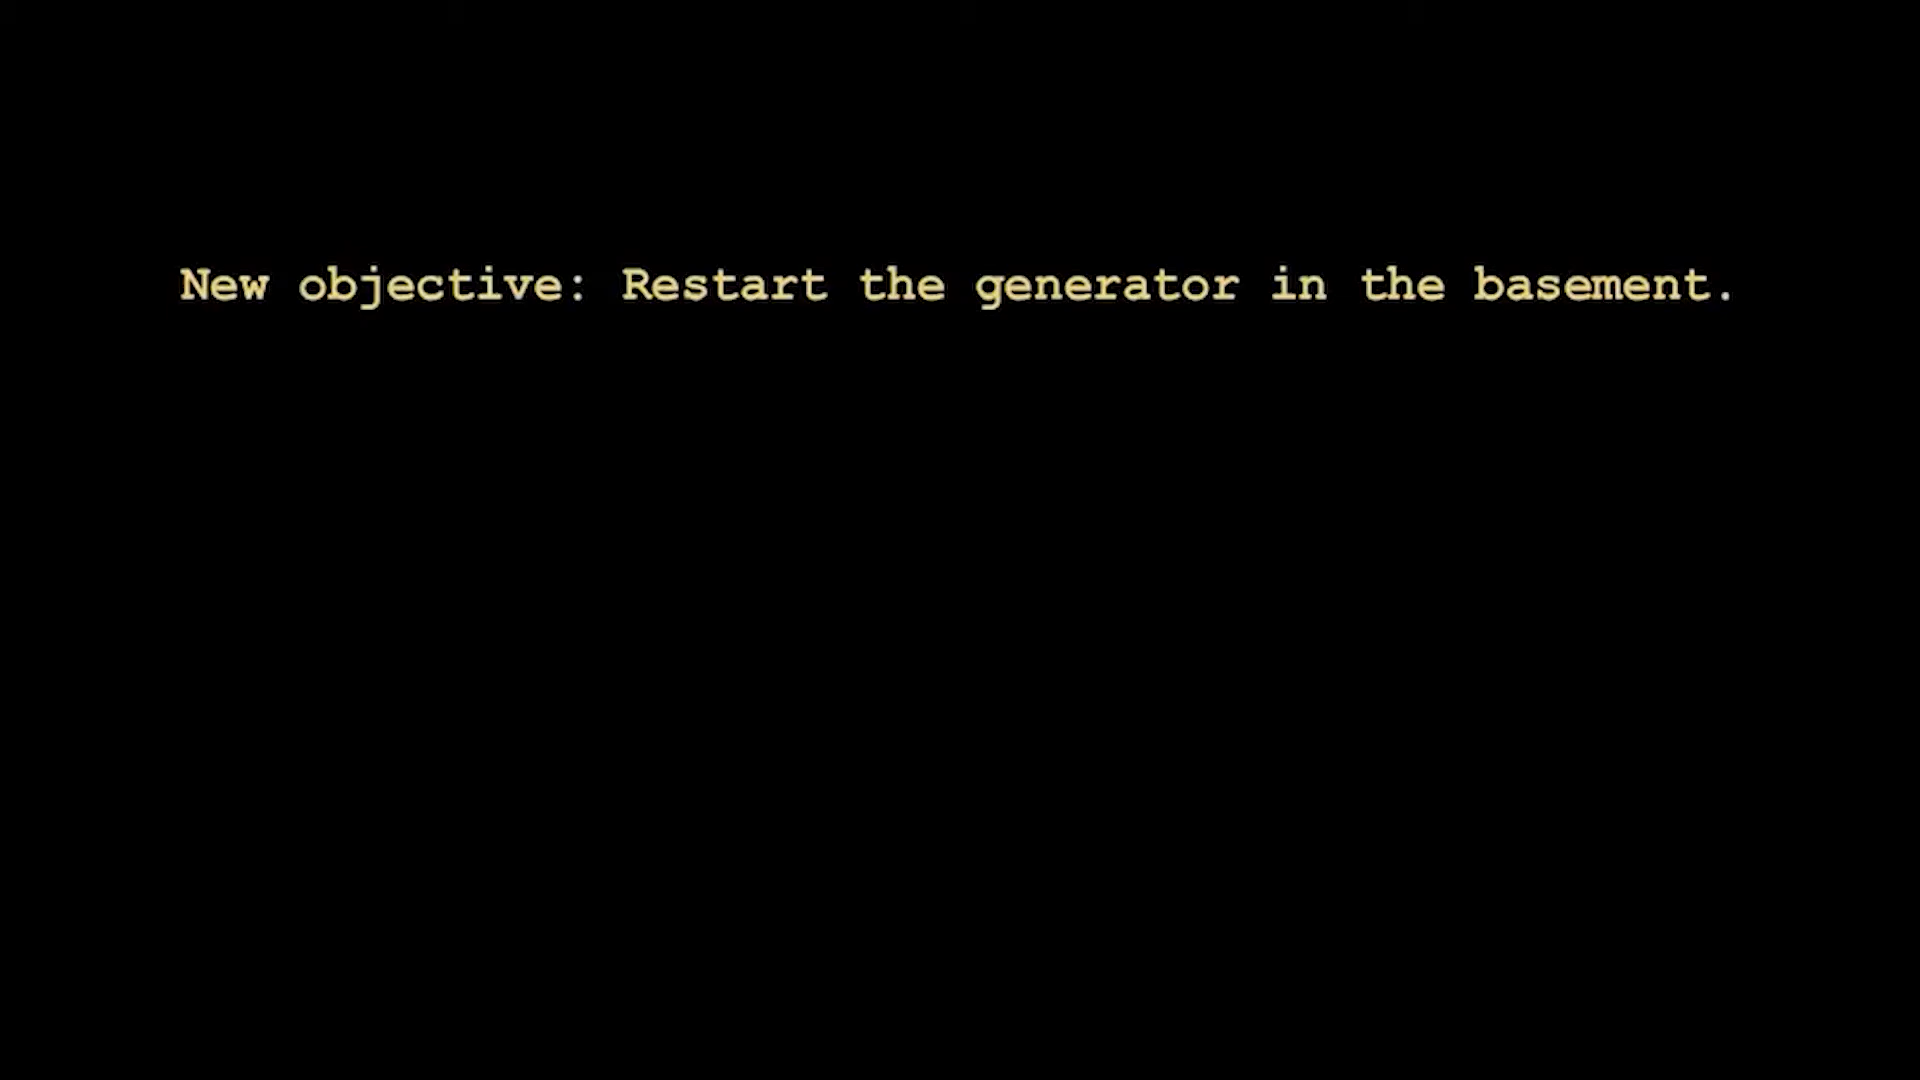 New objective: Restart the generator in the basement.